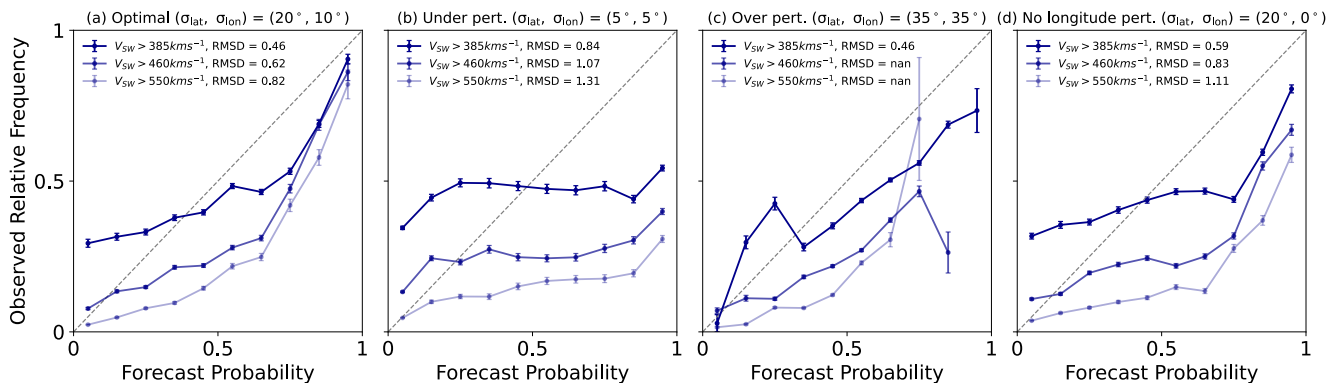 (a) Optimal (σlat, σlon) = (20°, 10°)
(b) Under pert. (σlat, σlon) = (5°, 5°)
(c) Over pert. (σlat, σlon) = (35°, 35°)
(d) No longitude pert. (σlat, σlon) = (20°, 0°)
Observed Relative Frequency
1
0.5
0
VSW > 385kms⁻¹, RMSD = 0.46
VSW > 460kms⁻¹, RMSD = 0.62
VSW > 550kms⁻¹, RMSD = 0.82
0
0.5
1
Forecast Probability
VSW > 385kms⁻¹, RMSD = 0.84
VSW > 460kms⁻¹, RMSD = 1.07
VSW > 550kms⁻¹, RMSD = 1.31
0
0.5
1
Forecast Probability
VSW > 385kms⁻¹, RMSD = 0.46
VSW > 460kms⁻¹, RMSD = nan
VSW > 550kms⁻¹, RMSD = nan
0
0.5
1
Forecast Probability
VSW > 385kms⁻¹, RMSD = 0.59
VSW > 460kms⁻¹, RMSD = 0.83
VSW > 550kms⁻¹, RMSD = 1.11
0
0.5
1
Forecast Probability